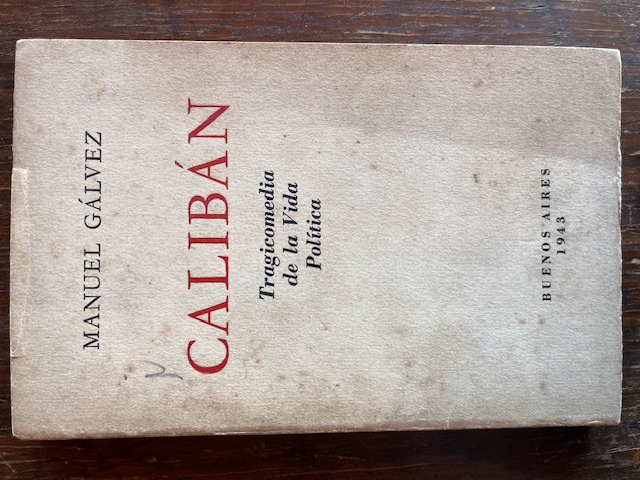 MANUEL GÁLVEZ
CALIBÁN
Tragicomedia
de la Vida
Política
BUENOS AIRES
1943